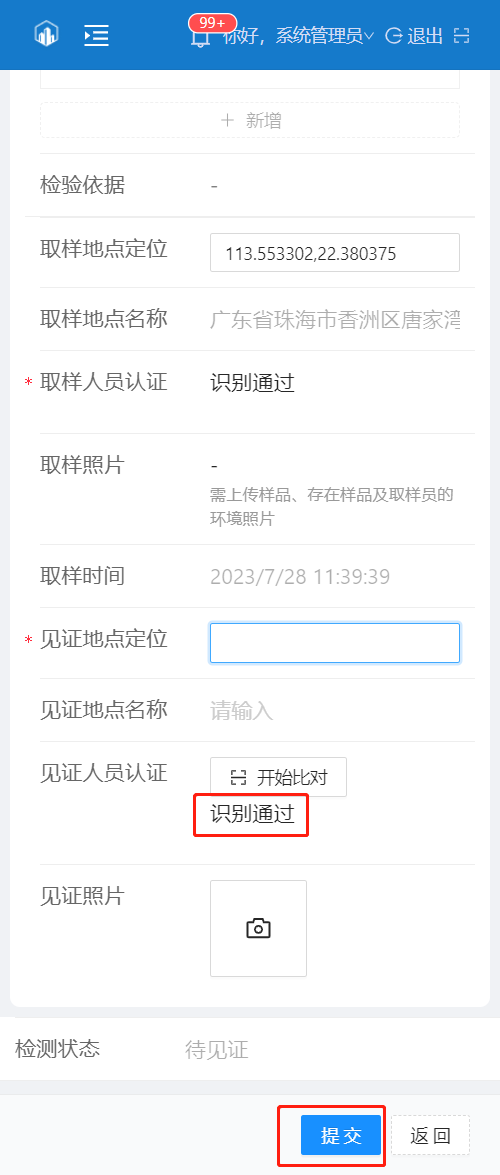 99+
你好，系统管理员 退出
+ 新增
检验依据 -
取样地点定位 113.553302,22.380375
取样地点名称 广东省珠海市香洲区唐家湾
* 取样人员认证 识别通过
取样照片 -
需上传样品、存在样品及取样员的
环境照片
取样时间 2023/7/28 11:39:39
* 见证地点定位
见证地点名称 请输入
见证人员认证 开始比对
识别通过
见证照片
检测状态 待见证
提交 返回